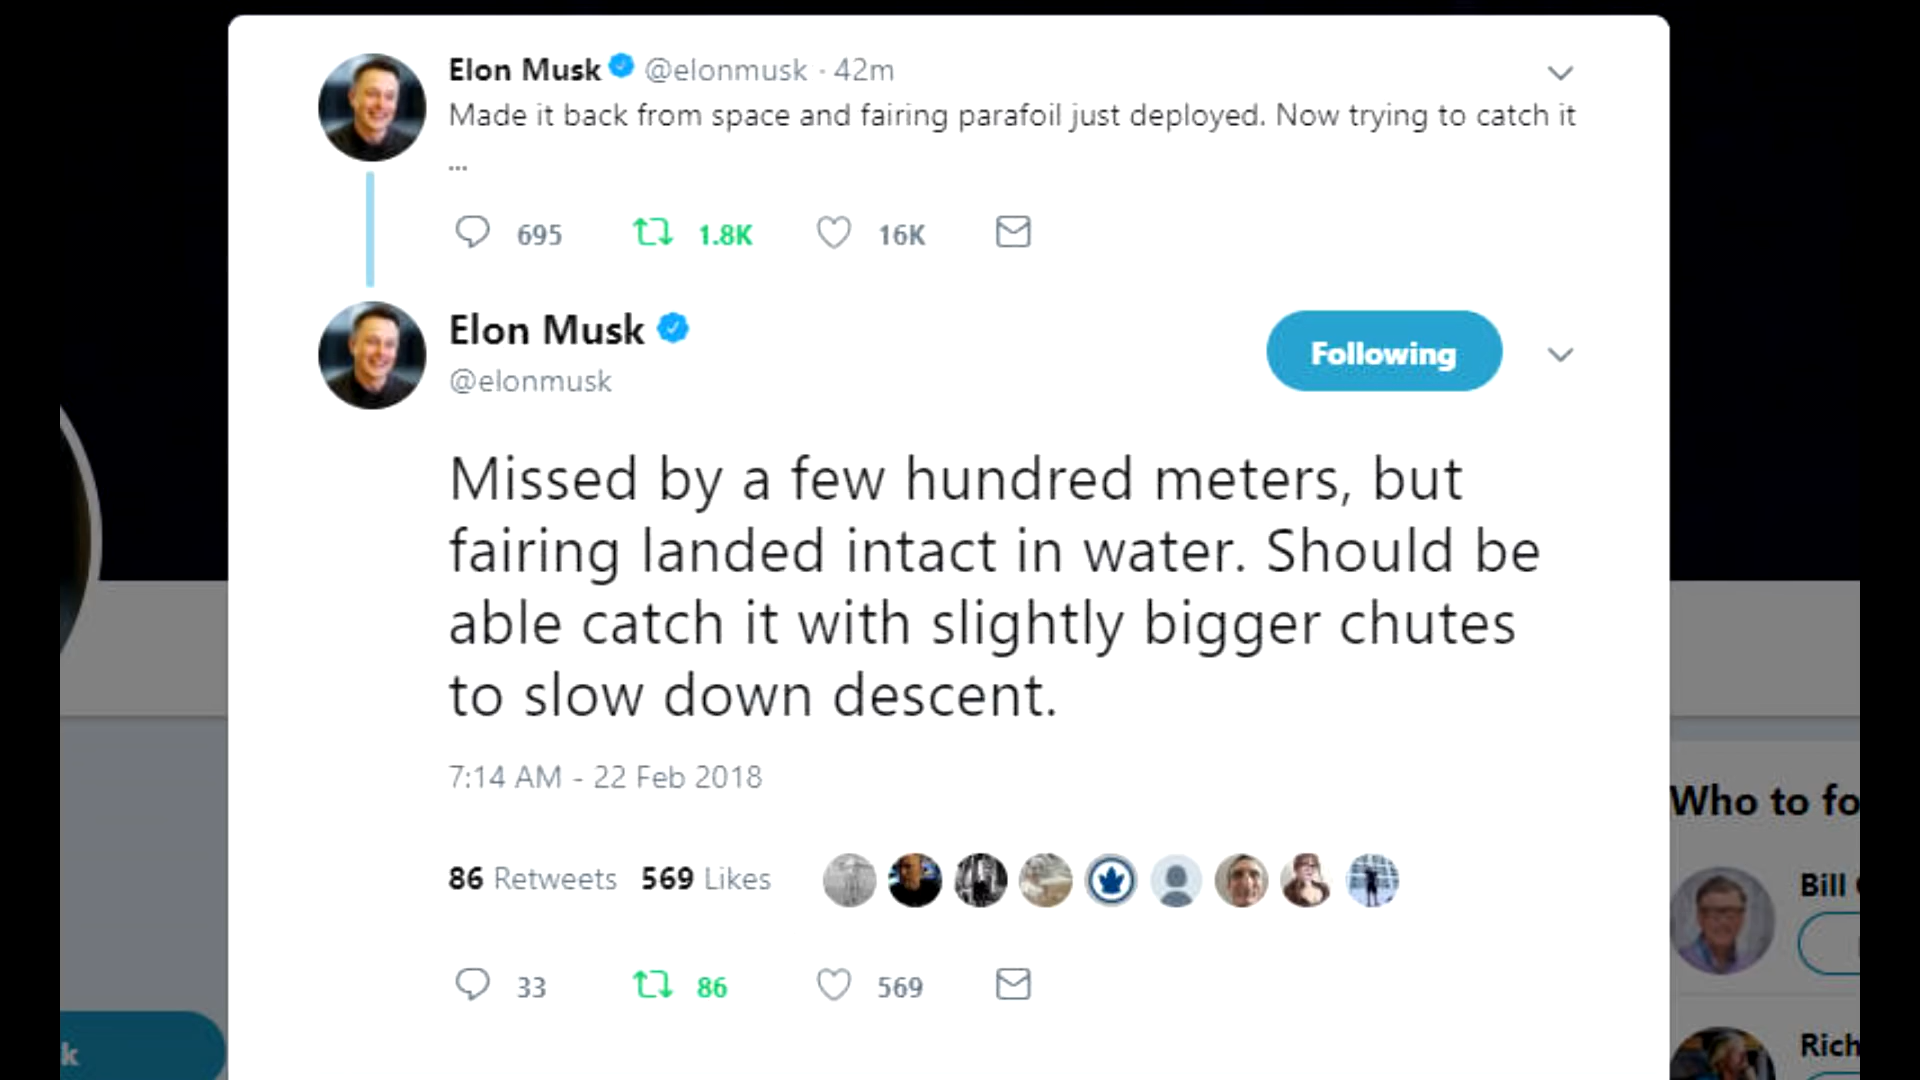 Elon Musk @elonmusk · 42m
Made it back from space and fairing parafoil just deployed. Now trying to catch it
...
695 1.8K 16K
Elon Musk
@elonmusk
Following
Missed by a few hundred meters, but
fairing landed intact in water. Should be
able catch it with slightly bigger chutes
to slow down descent.
7:14 AM - 22 Feb 2018
86 Retweets 569 Likes
33 86 569
Who to fo
Bill
Rich
k